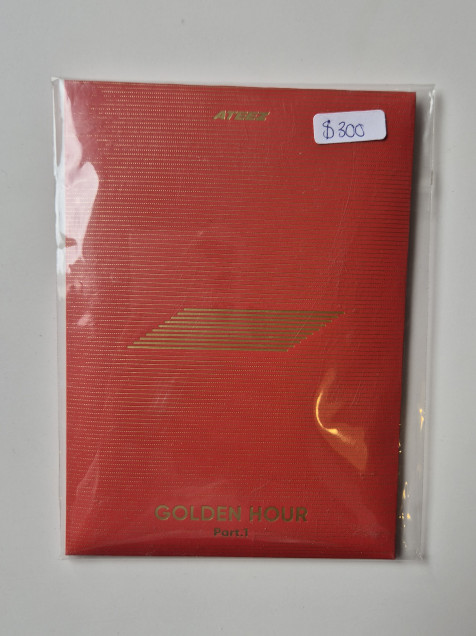 ATEEZ
$300
GOLDEN HOUR
Part.1